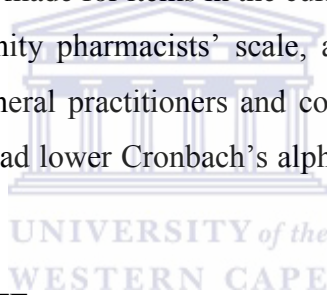 made for items in the
nity pharmacists’ scale, a
neral practitioners and co
ad lower Cronbach’s alph
UNIVERSITY of the
WESTERN CAPE